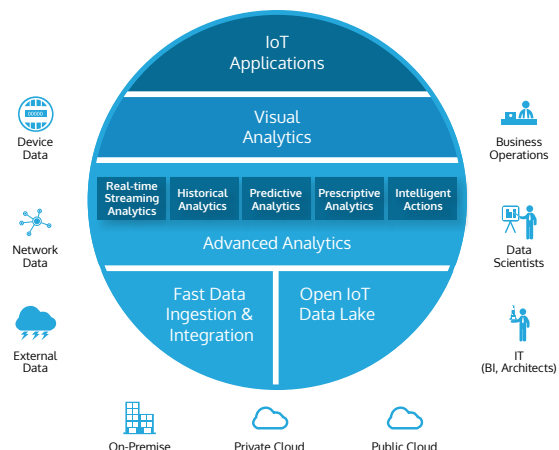 IoT
Applications
Visual
Analytics
Real-time
Streaming
Analytics
Historical
Analytics
Predictive
Analytics
Prescriptive
Analytics
Intelligent
Actions
Advanced Analytics
Fast Data
Ingestion &
Integration
Open IoT
Data Lake
Device
Data
Network
Data
External
Data
Business
Operations
Data
Scientists
IT
(BI, Architects)
On-Premise
Private Cloud
Public Cloud